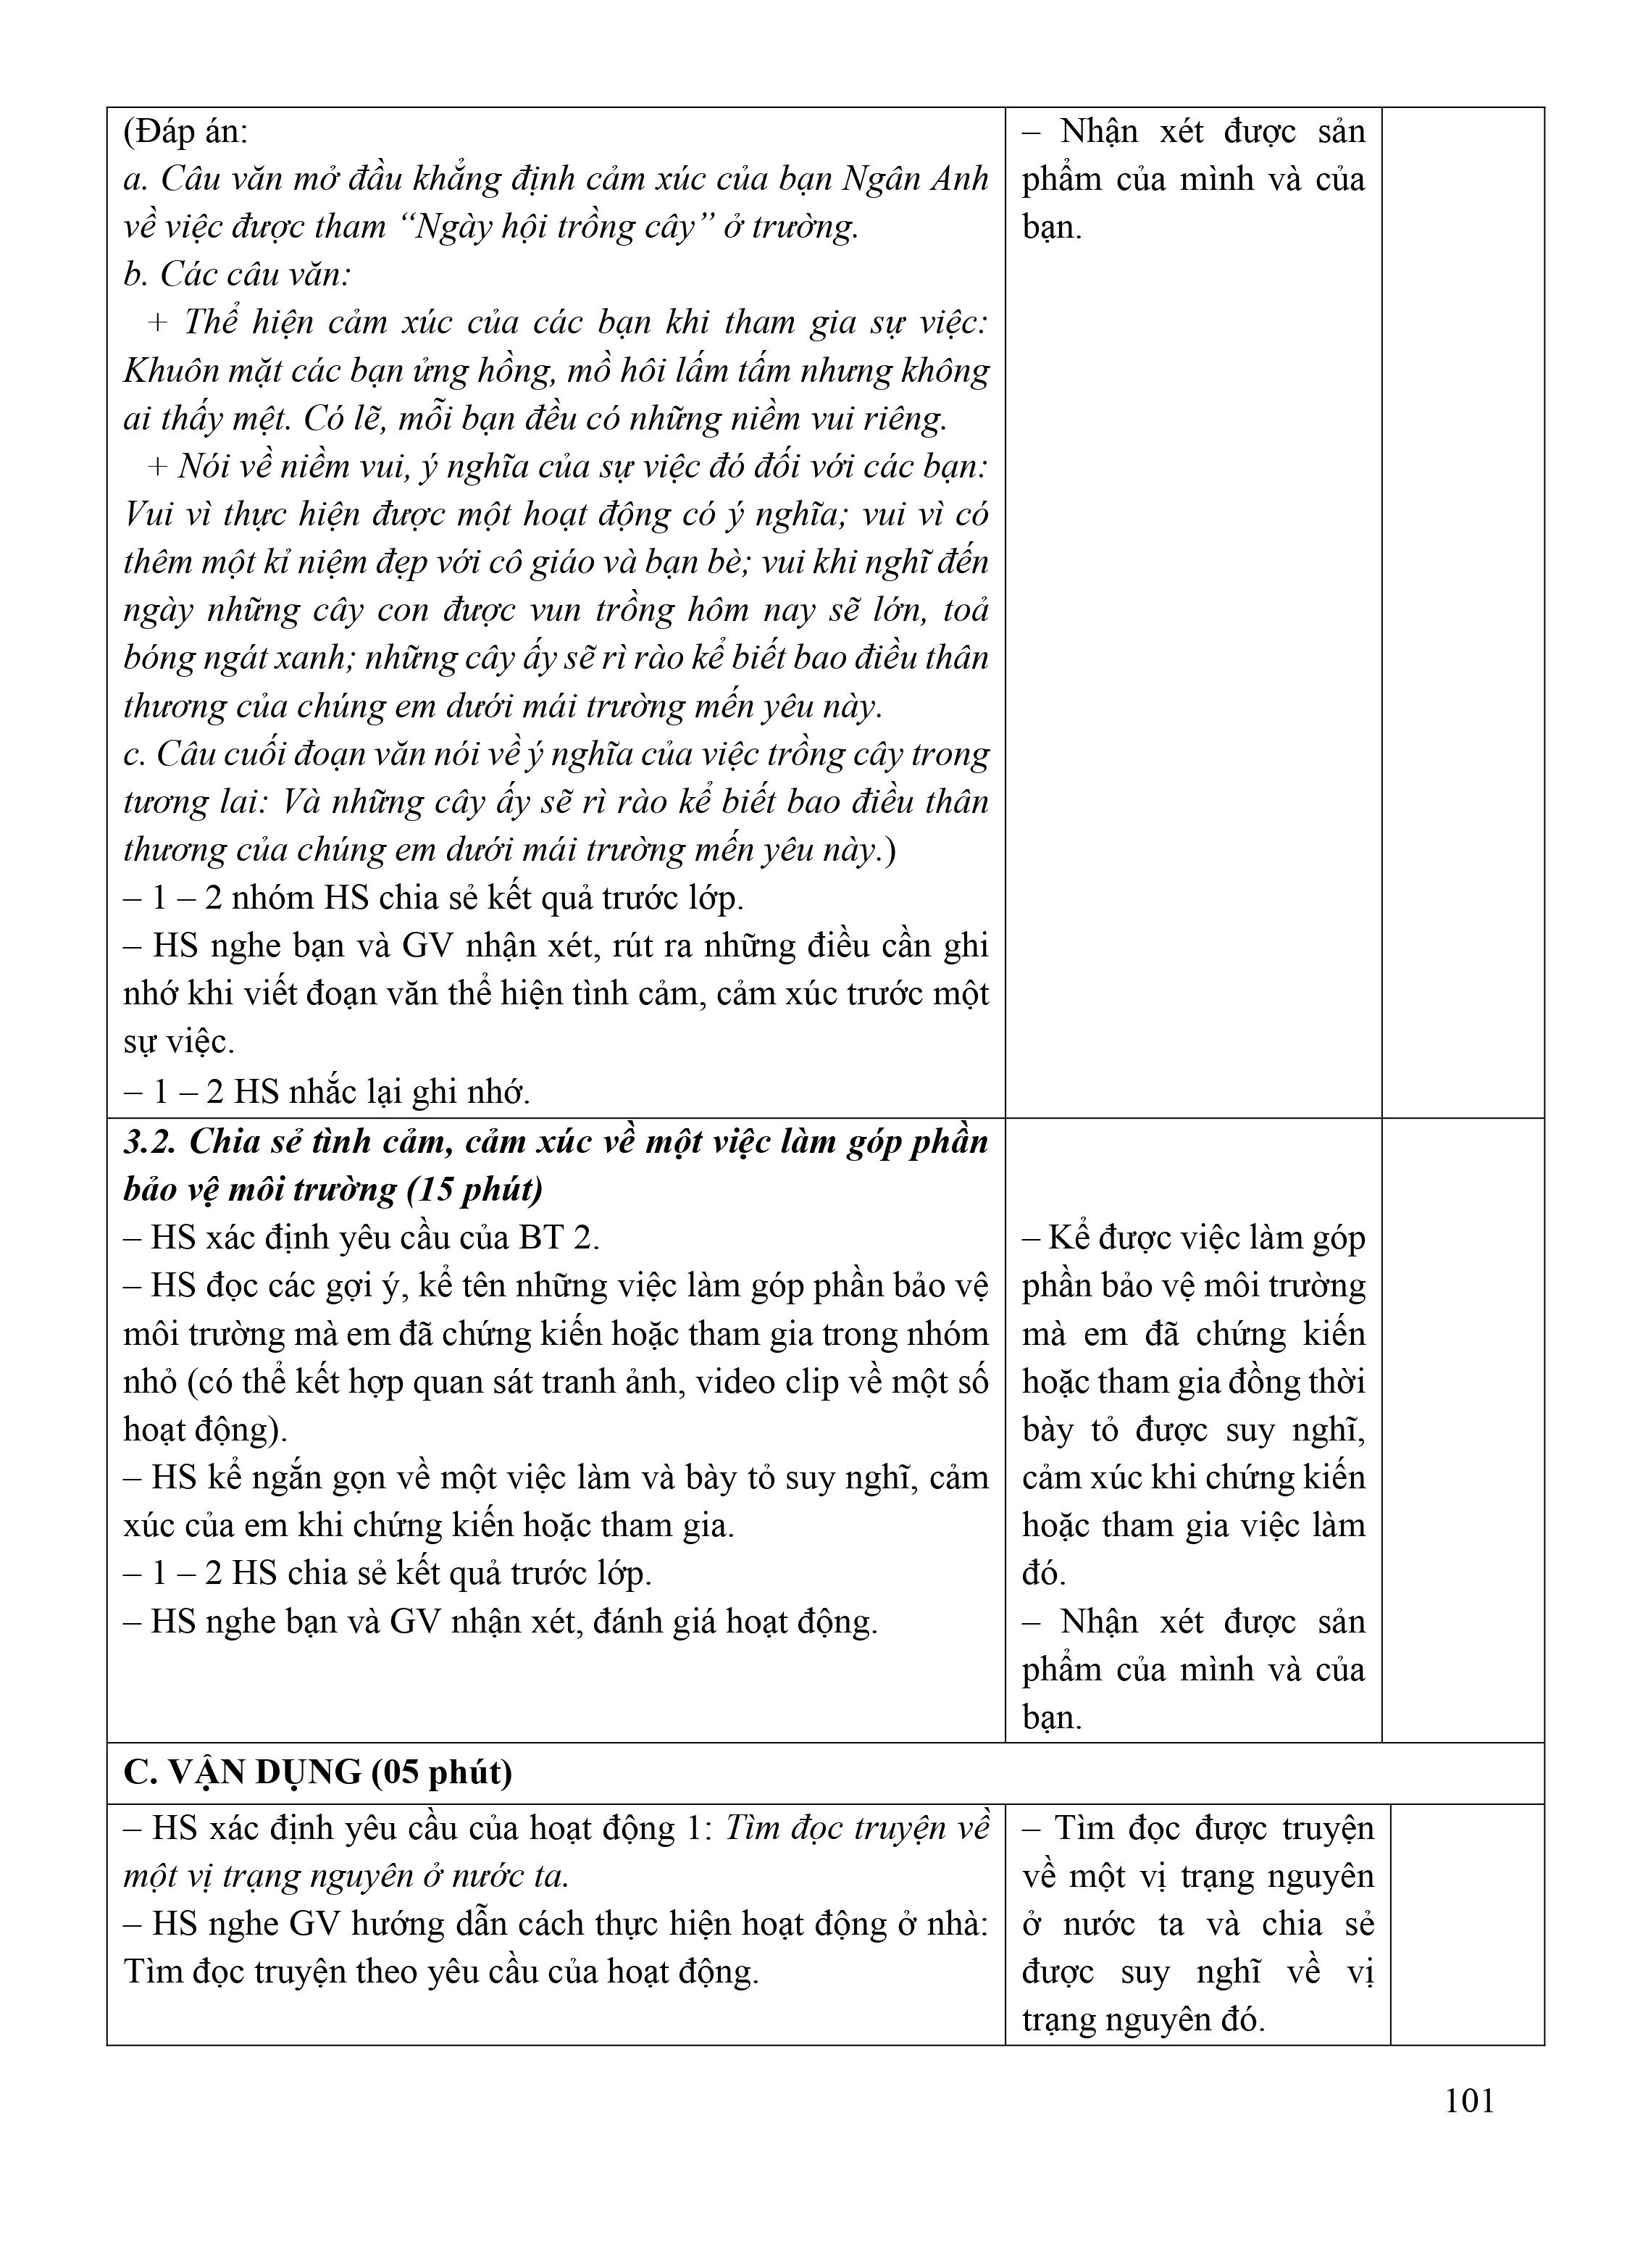 (Đáp án:
a. Câu văn mở đầu khẳng định cảm xúc của bạn Ngân Anh
về việc được tham “Ngày hội trồng cây” ở trường.
b. Các câu văn:
+ Thể hiện cảm xúc của các bạn khi tham gia sự việc:
Khuôn mặt các bạn ửng hồng, mồ hôi lấm tấm nhưng không
ai thấy mệt. Có lẽ, mỗi bạn đều có những niềm vui riêng.
+ Nói về niềm vui, ý nghĩa của sự việc đó đối với các bạn:
Vui vì thực hiện được một hoạt động có ý nghĩa; vui vì có
thêm một kỉ niệm đẹp với cô giáo và bạn bè; vui khi nghĩ đến
ngày những cây con được vun trồng hôm nay sẽ lớn, toả
bóng ngát xanh; những cây ấy sẽ rì rào kể biết bao điều thân
thương của chúng em dưới mái trường mến yêu này.
c. Câu cuối đoạn văn nói về ý nghĩa của việc trồng cây trong
tương lai: Và những cây ấy sẽ rì rào kể biết bao điều thân
thương của chúng em dưới mái trường mến yêu này.)
– 1 – 2 nhóm HS chia sẻ kết quả trước lớp.
– HS nghe bạn và GV nhận xét, rút ra những điều cần ghi
nhớ khi viết đoạn văn thể hiện tình cảm, cảm xúc trước một
sự việc.
– 1 – 2 HS nhắc lại ghi nhớ.
– Nhận xét được sản
phẩm của mình và của
bạn.
3.2. Chia sẻ tình cảm, cảm xúc về một việc làm góp phần
bảo vệ môi trường (15 phút)
– HS xác định yêu cầu của BT 2.
– HS đọc các gợi ý, kể tên những việc làm góp phần bảo vệ
môi trường mà em đã chứng kiến hoặc tham gia trong nhóm
nhỏ (có thể kết hợp quan sát tranh ảnh, video clip về một số
hoạt động).
– HS kể ngắn gọn về một việc làm và bày tỏ suy nghĩ, cảm
xúc của em khi chứng kiến hoặc tham gia.
– 1 – 2 HS chia sẻ kết quả trước lớp.
– HS nghe bạn và GV nhận xét, đánh giá hoạt động.
– Kể được việc làm góp
phần bảo vệ môi trường
mà em đã chứng kiến
hoặc tham gia đồng thời
bày tỏ được suy nghĩ,
cảm xúc khi chứng kiến
hoặc tham gia việc làm
đó.
– Nhận xét được sản
phẩm của mình và của
bạn.
C. VẬN DỤNG (05 phút)
– HS xác định yêu cầu của hoạt động 1: Tìm đọc truyện về
một vị trạng nguyên ở nước ta.
– HS nghe GV hướng dẫn cách thực hiện hoạt động ở nhà:
Tìm đọc truyện theo yêu cầu của hoạt động.
– Tìm đọc được truyện
về một vị trạng nguyên
ở nước ta và chia sẻ
được suy nghĩ về vị
trạng nguyên đó.
101